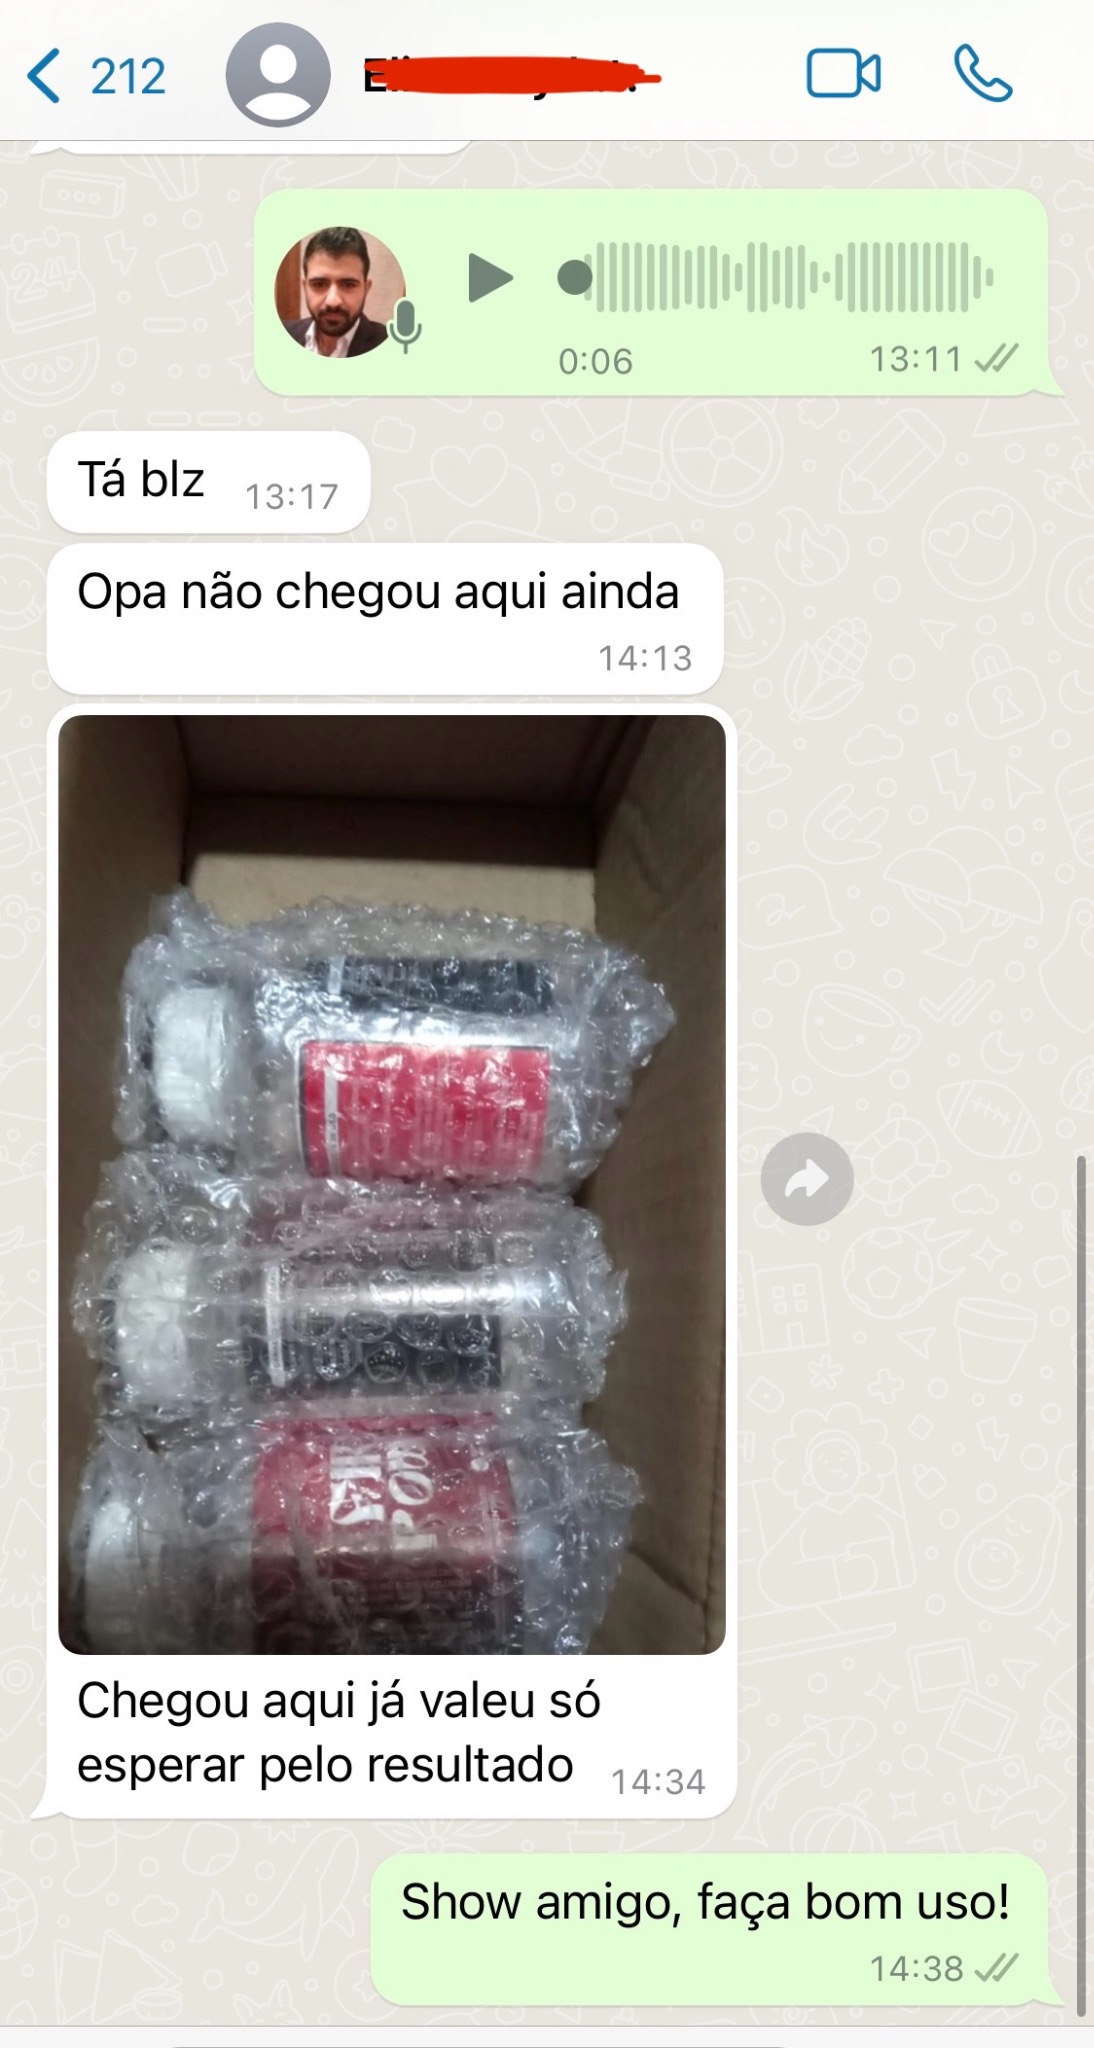 212
0:06
13:11
Tá blz
13:17
Opa não chegou aqui ainda
14:13
Chegou aqui já valeu só
esperar pelo resultado
14:34
Show amigo, faça bom uso!
14:38